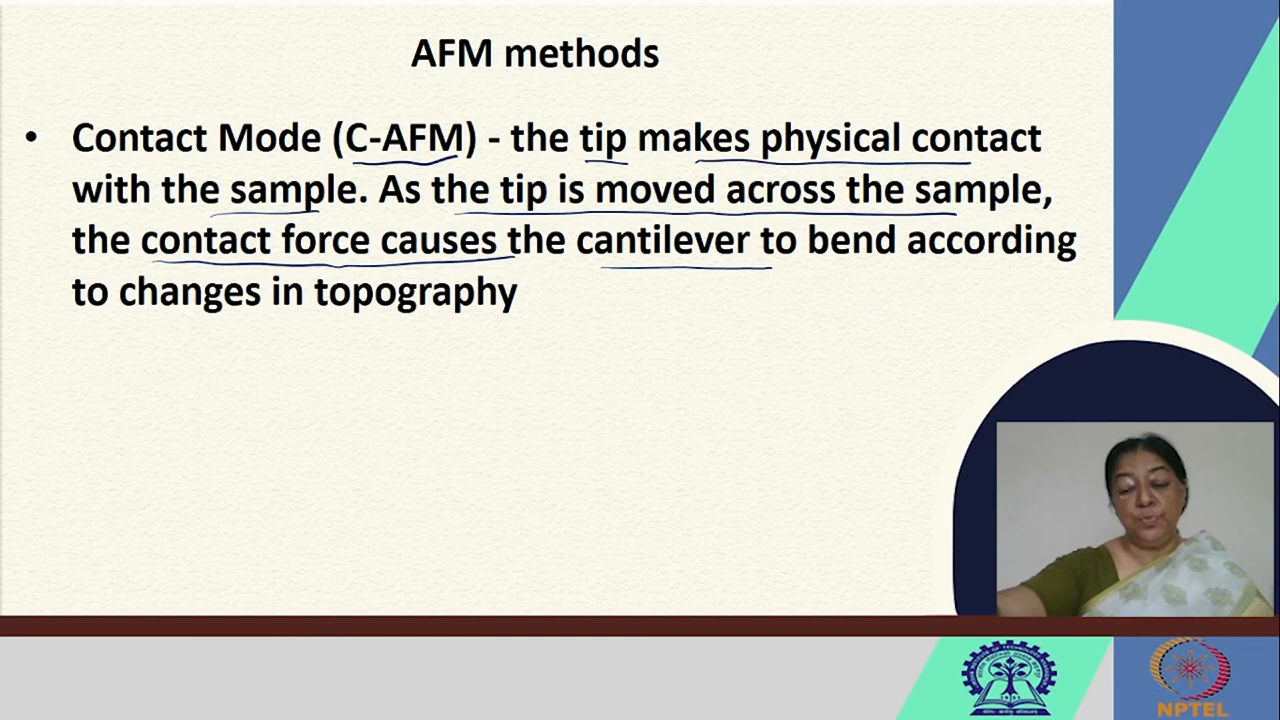 AFM methods
• Contact Mode (C-AFM) - the tip makes physical contact
with the sample. As the tip is moved across the sample,
the contact force causes the cantilever to bend according
to changes in topography
NPTEL